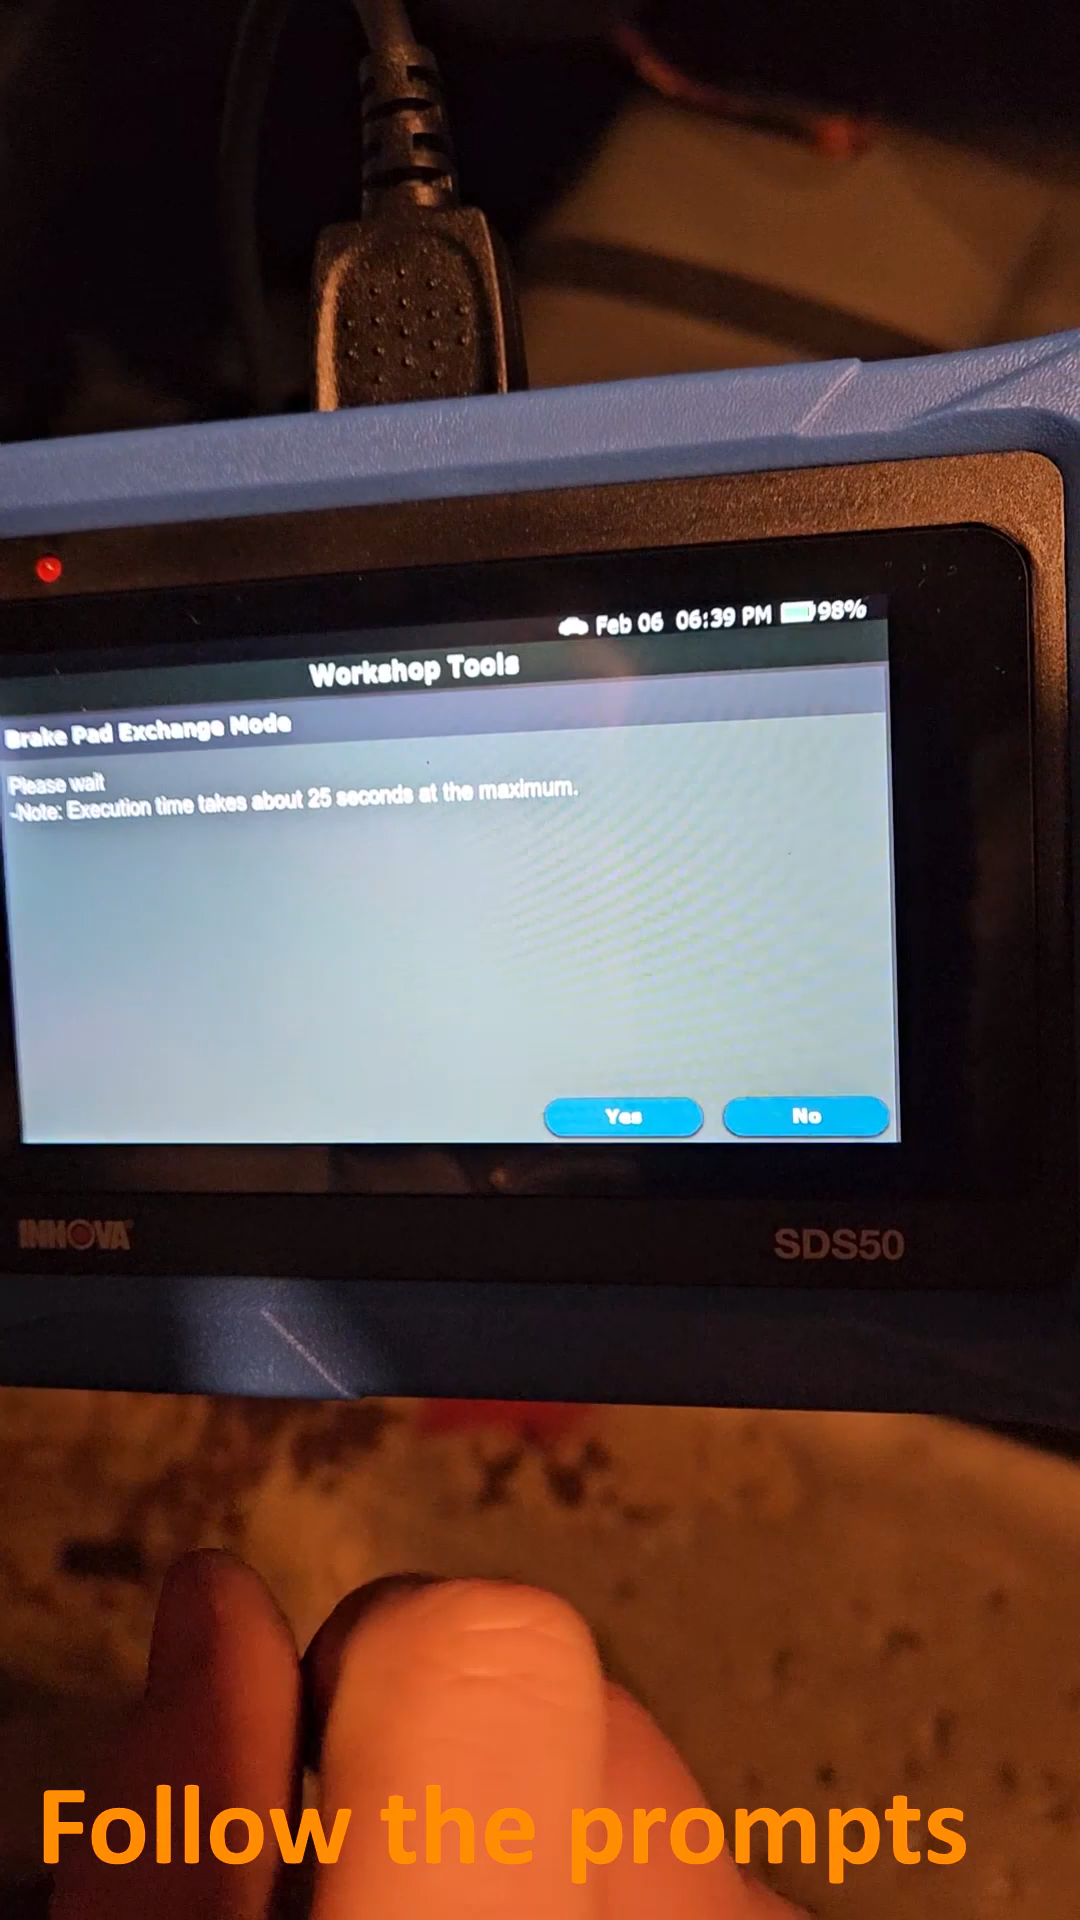 Feb 06 06:39 PM 98%
Workshop Tools
Brake Pad Exchange Mode
Please wait
-Note: Execution time takes about 25 seconds at the maximum.
Yes No
INNOVA SDS50
Follow the prompts